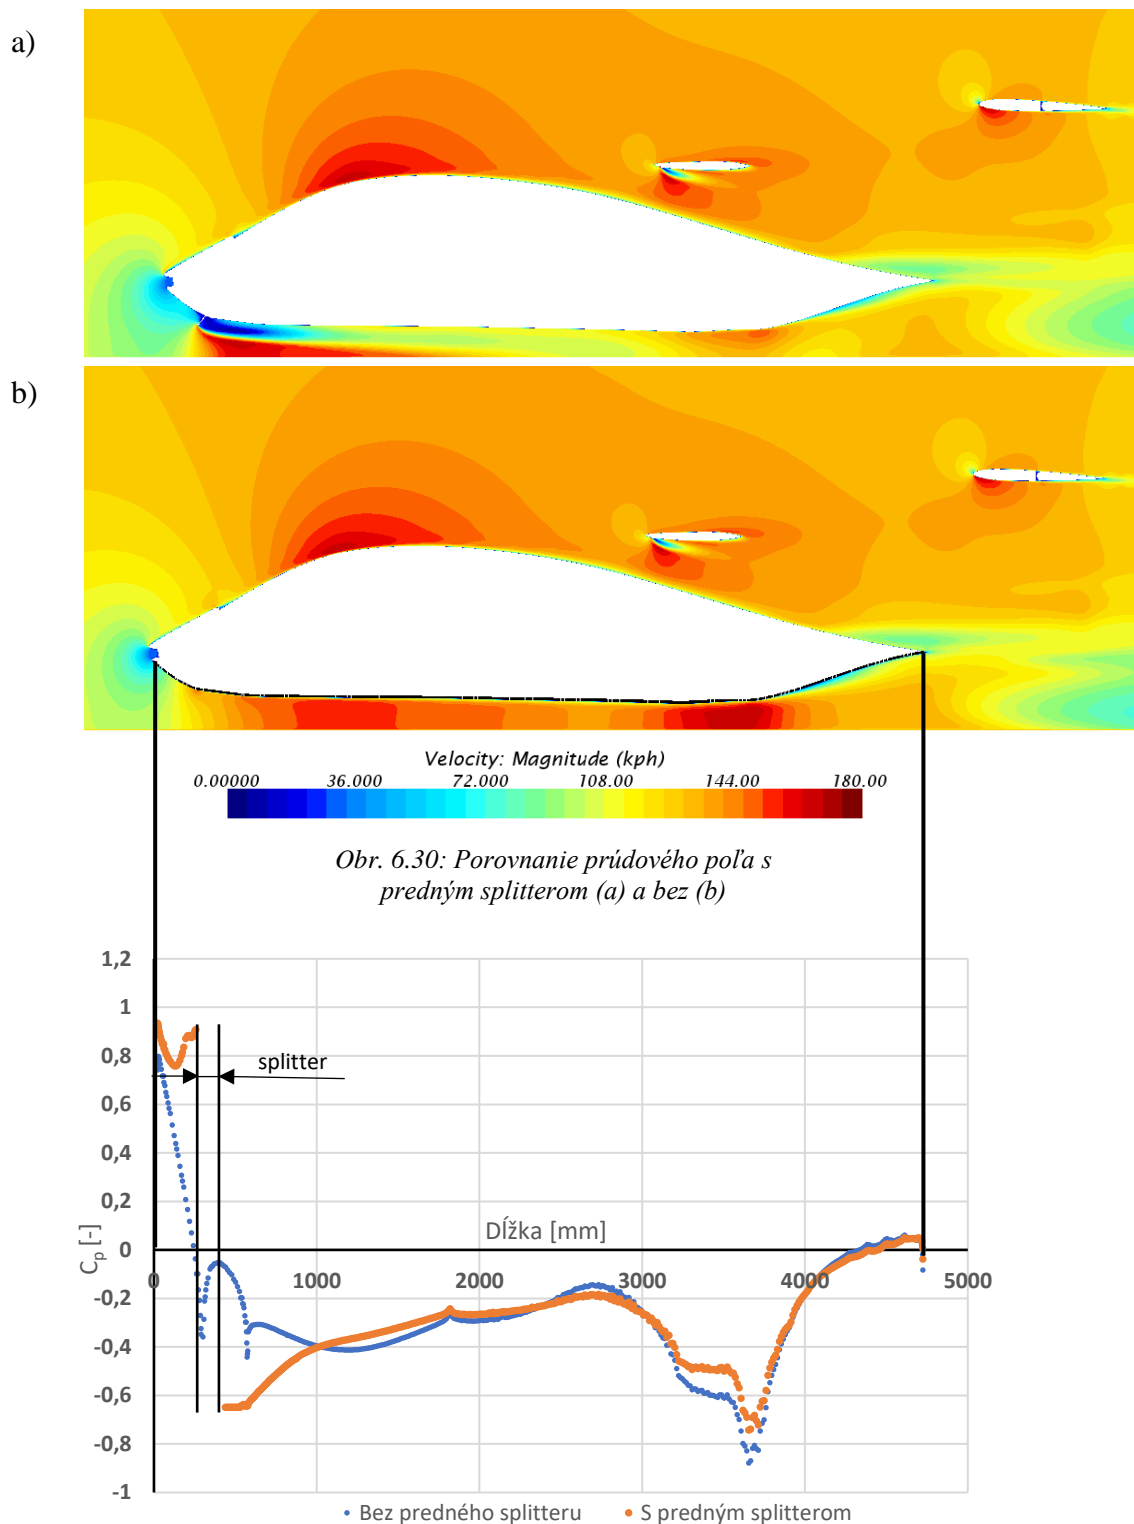 a)
b)
Velocity: Magnitude (kph)
0.00000 36.000 72.000 108.00 144.00 180.00
Obr. 6.30: Porovnanie prúdového poľa s
predným splitterom (a) a bez (b)
1,2
1
0,8
splitter
0,6
0,4
0,2
Dĺžka [mm]
0
Cp [-]
0 1000 2000 3000 4000 5000
-0,2
-0,4
-0,6
-0,8
-1
Bez predného splitteru S predným splitterom